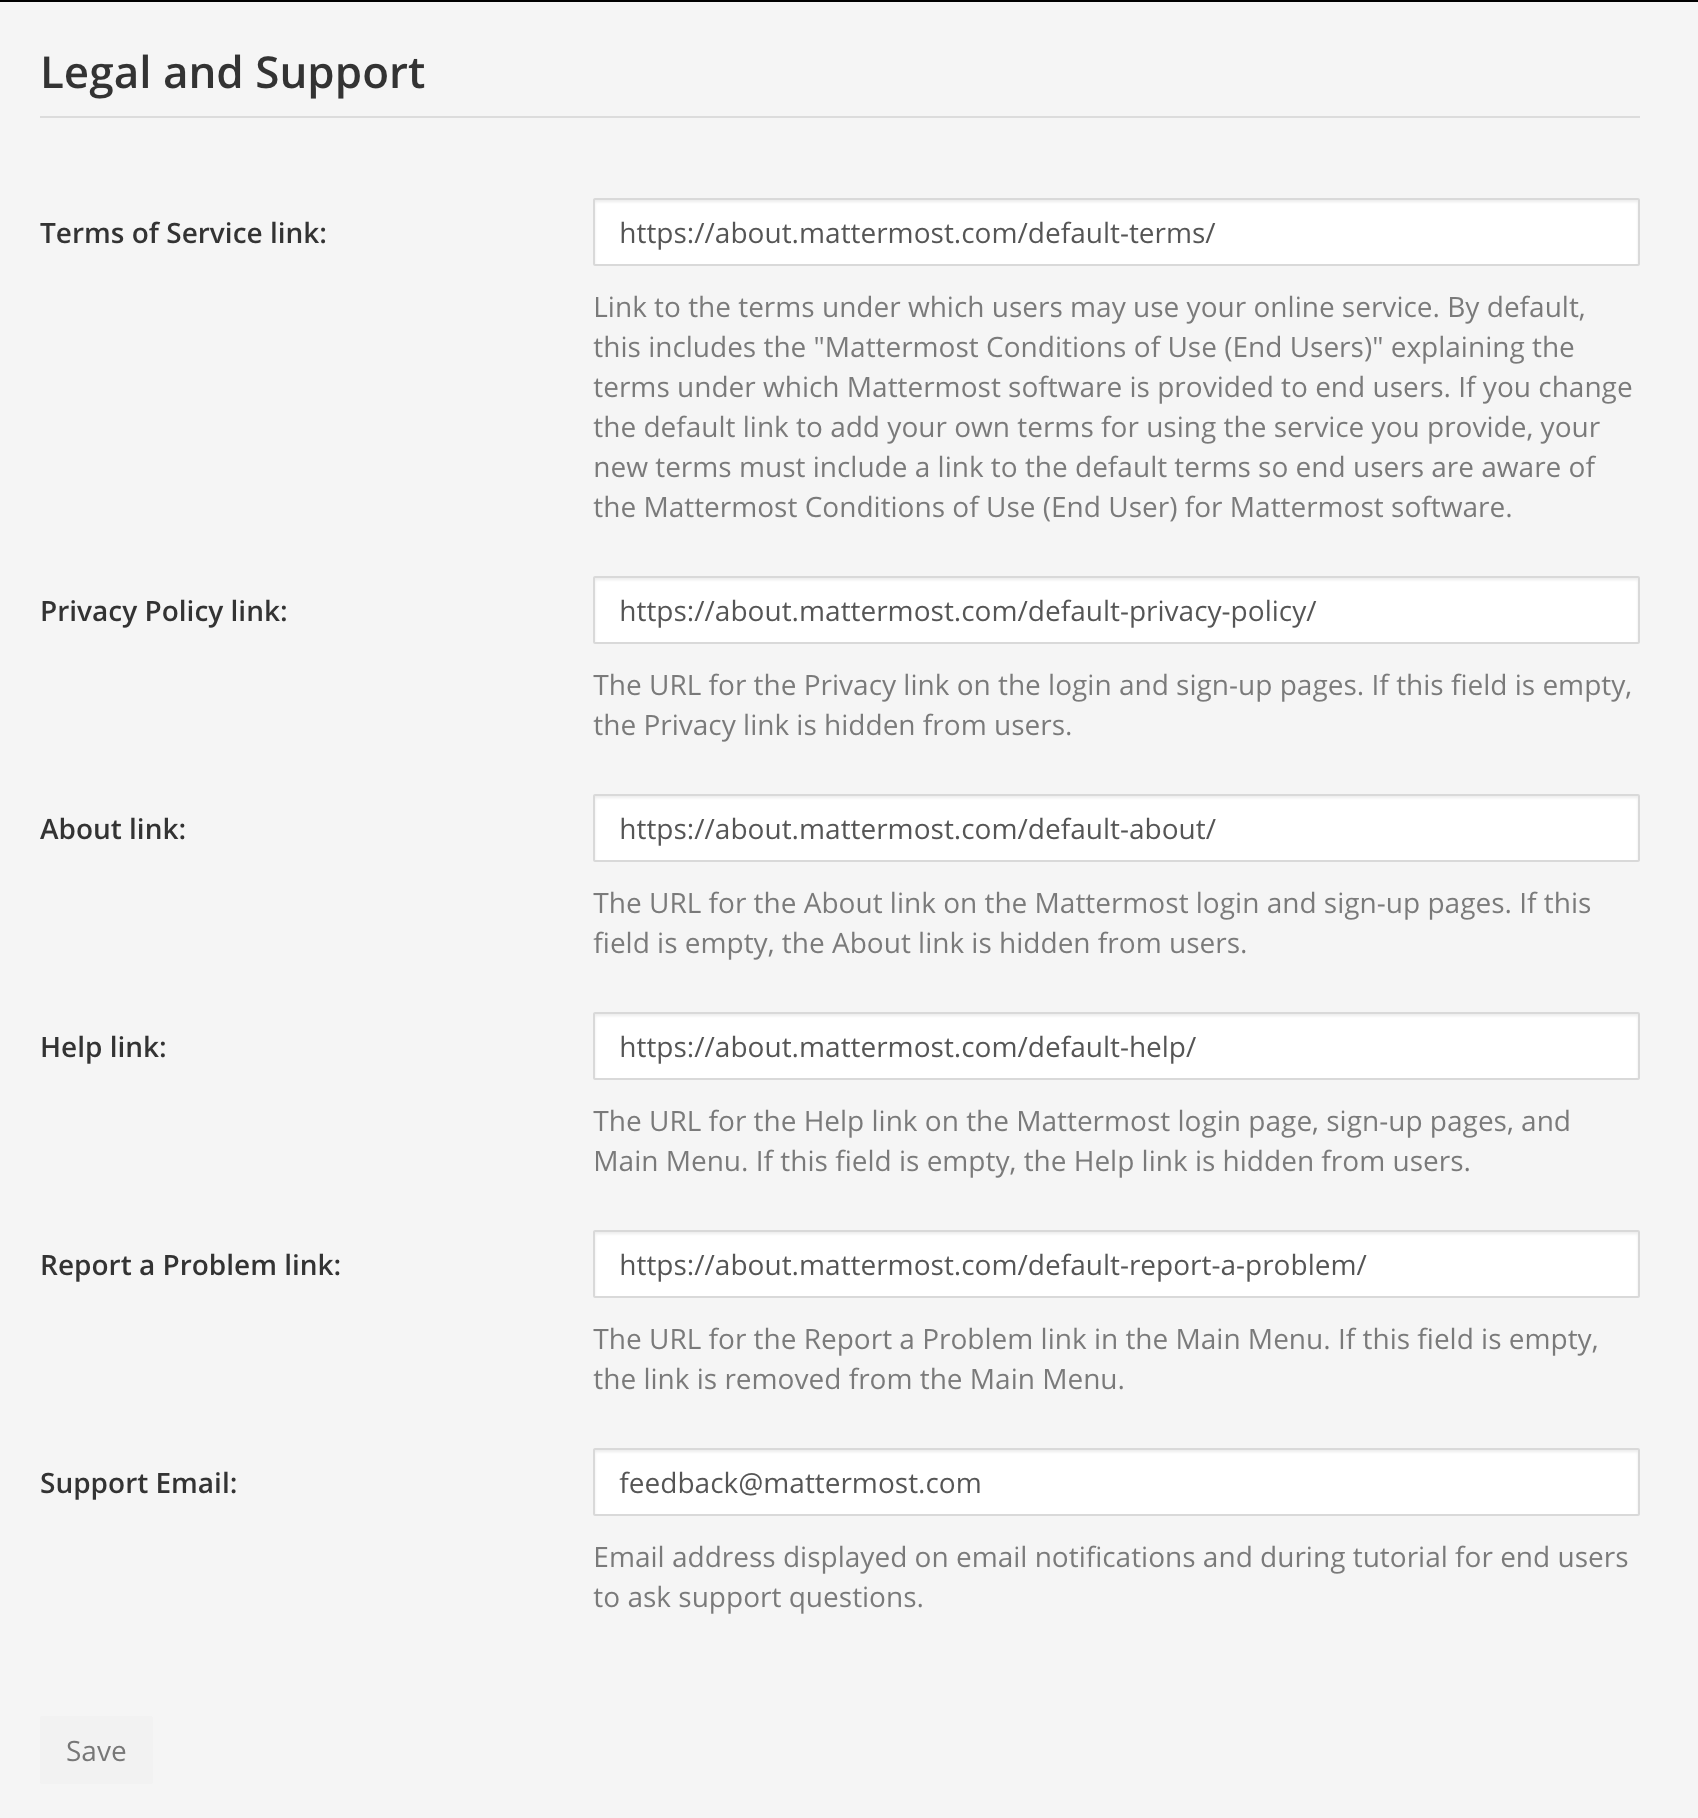 Legal and Support
Terms of Service link:
https://about.mattermost.com/default-terms/
Link to the terms under which users may use your online service. By default,
this includes the "Mattermost Conditions of Use (End Users)" explaining the
terms under which Mattermost software is provided to end users. If you change
the default link to add your own terms for using the service you provide, your
new terms must include a link to the default terms so end users are aware of
the Mattermost Conditions of Use (End User) for Mattermost software.
Privacy Policy link:
https://about.mattermost.com/default-privacy-policy/
The URL for the Privacy link on the login and sign-up pages. If this field is empty,
the Privacy link is hidden from users.
About link:
https://about.mattermost.com/default-about/
The URL for the About link on the Mattermost login and sign-up pages. If this
field is empty, the About link is hidden from users.
Help link:
https://about.mattermost.com/default-help/
The URL for the Help link on the Mattermost login page, sign-up pages, and
Main Menu. If this field is empty, the Help link is hidden from users.
Report a Problem link:
https://about.mattermost.com/default-report-a-problem/
The URL for the Report a Problem link in the Main Menu. If this field is empty,
the link is removed from the Main Menu.
Support Email:
feedback@mattermost.com
Email address displayed on email notifications and during tutorial for end users
to ask support questions.
Save